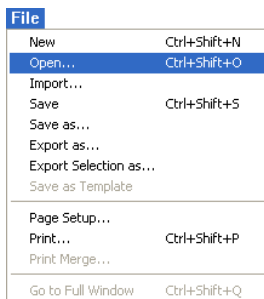 File
New Ctrl+Shift+N
Open... Ctrl+Shift+O
Import...
Save Ctrl+Shift+S
Save as...
Export as...
Export Selection as...
Save as Template
Page Setup...
Print... Ctrl+Shift+P
Print Merge...
Go to Full Window Ctrl+Shift+Q